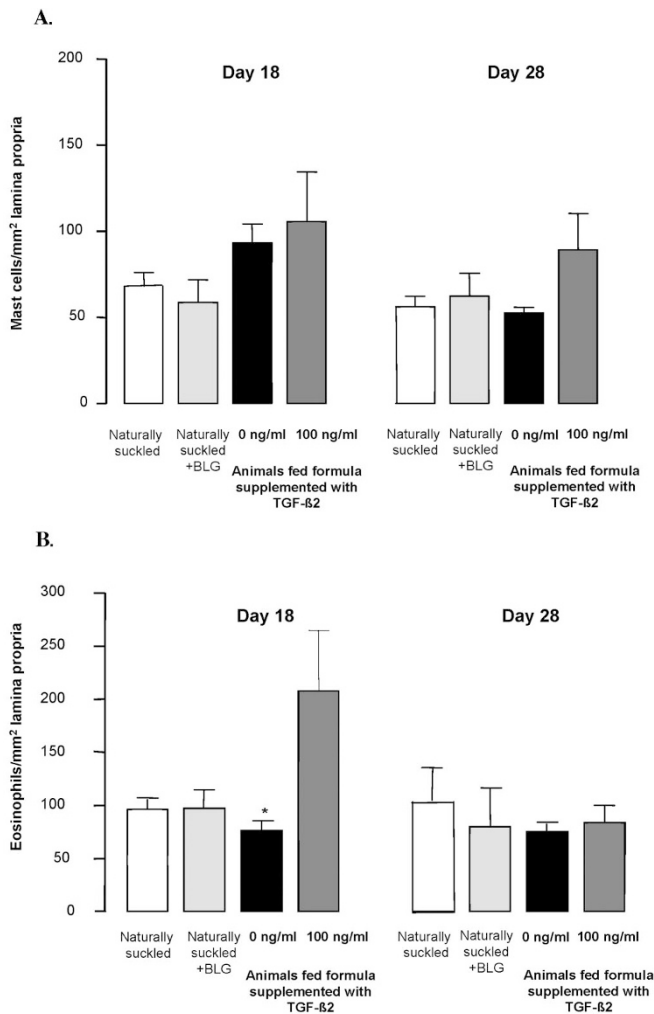 A.
Mast cells/mm² lamina propria
200
150
100
50
0
Day 18
Day 28
Naturally suckled
Naturally suckled +BLG
0 ng/ml
100 ng/ml
Animals fed formula
supplemented with
TGF-ß2
Naturally suckled
Naturally suckled +BLG
0 ng/ml
100 ng/ml
Animals fed formula
supplemented with
TGF-ß2
B.
Eosinophils/mm² lamina propria
300
250
200
150
100
50
0
Day 18
Day 28
*
Naturally suckled
Naturally suckled +BLG
0 ng/ml
100 ng/ml
Animals fed formula
supplemented with
TGF-ß2
Naturally suckled
Naturally suckled +BLG
0 ng/ml
100 ng/ml
Animals fed formula
supplemented with
TGF-ß2